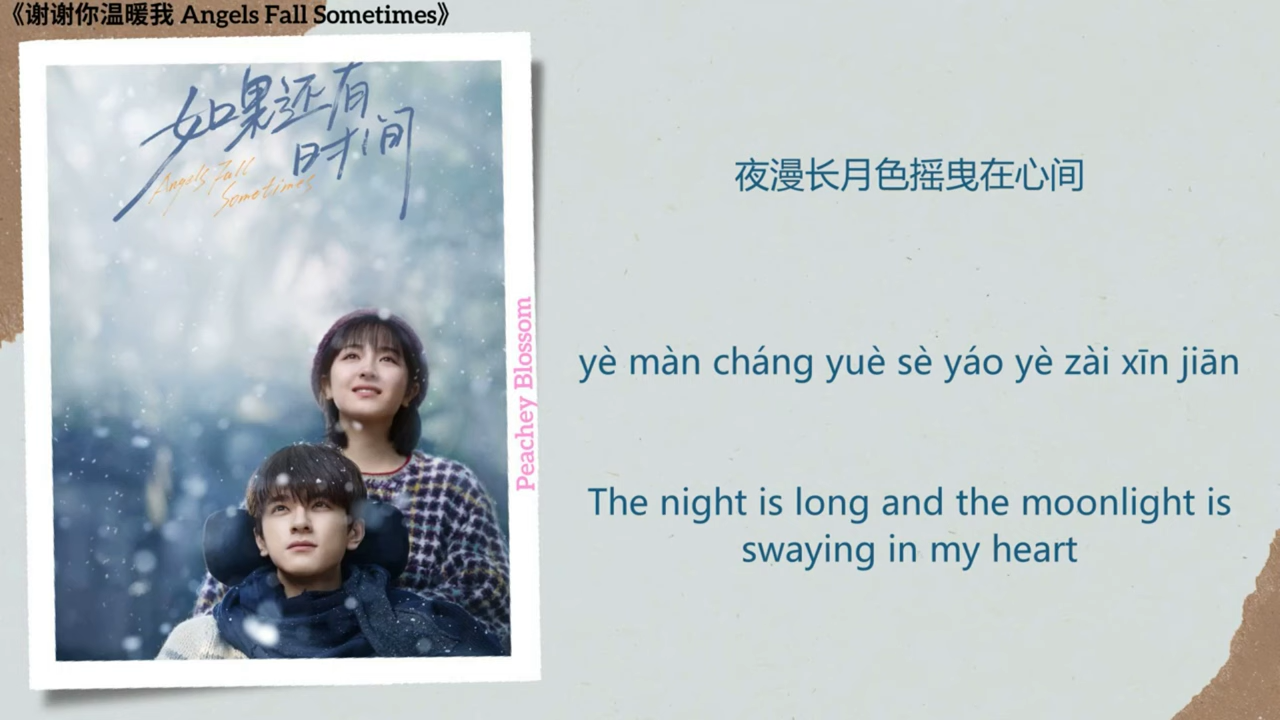 《谢谢你温暖我 Angels Fall Sometimes》
如果还有
时间
Angels Fall
Sometimes
Peachey Blossom
夜漫长月色摇曳在心间
yè màn cháng yuè sè yáo yè zài xīn jiān
The night is long and the moonlight is
swaying in my heart